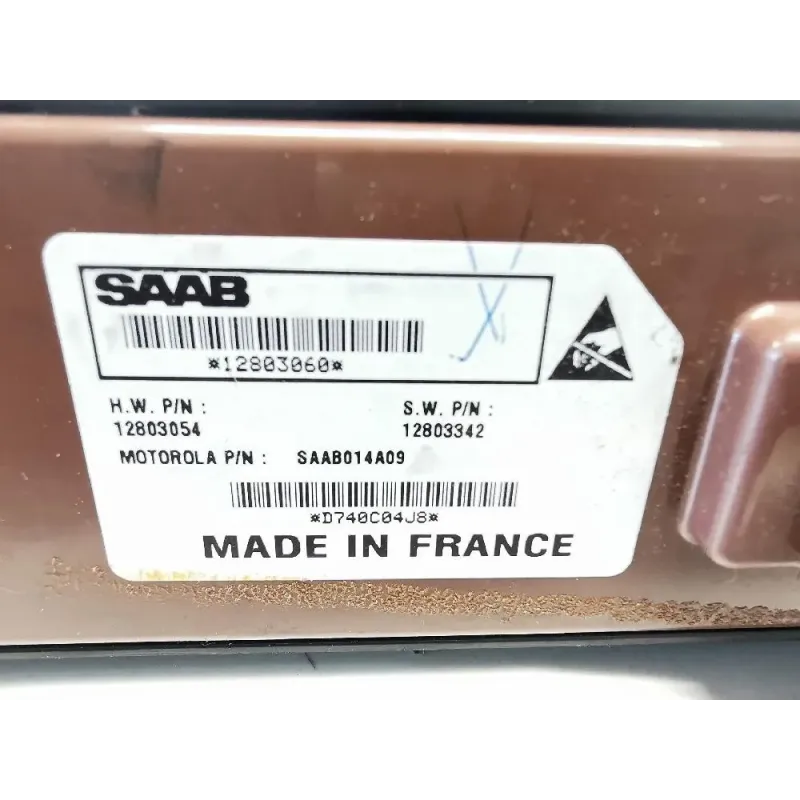 SAAB
*12803060*
H.W. P/N : S.W. P/N :
12803054 12803342
MOTOROLA P/N : SAAB014A09
*D740C04J8*
MADE IN FRANCE